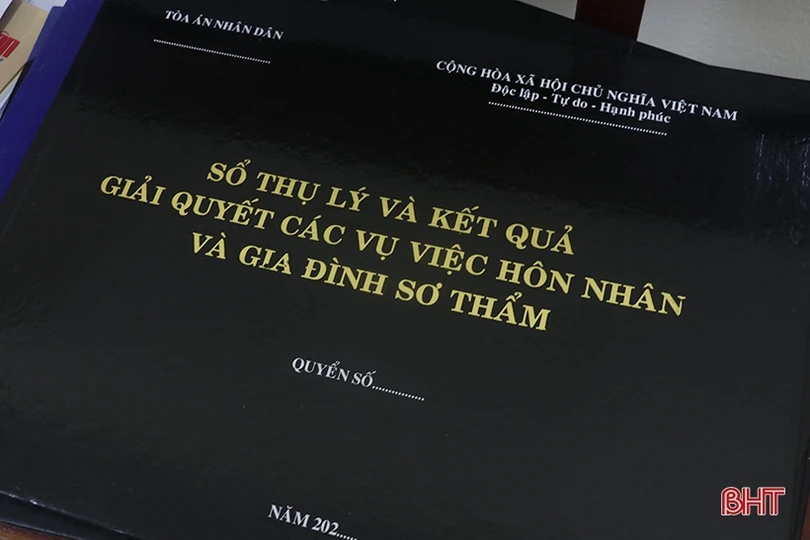 TÒA ÁN NHÂN DÂN
............................
CỘNG HÒA XÃ HỘI CHỦ NGHĨA VIỆT NAM
Độc lập - Tự do - Hạnh phúc
............................................
SỔ THỤ LÝ VÀ KẾT QUẢ
GIẢI QUYẾT CÁC VỤ VIỆC HÔN NHÂN
VÀ GIA ĐÌNH SƠ THẨM
QUYỂN SỐ.............
NĂM 202.....
BHT